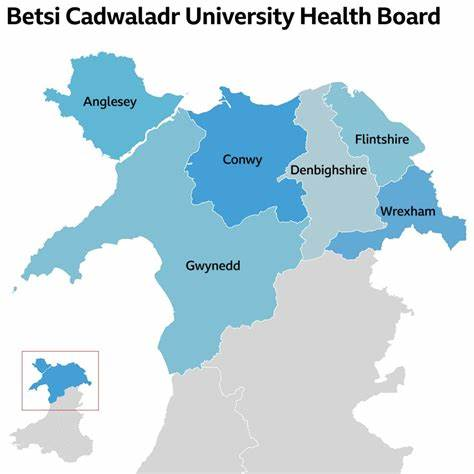 Betsi Cadwaladr University Health Board
Anglesey
Flintshire
Conwy
Denbighshire
Wrexham
Gwynedd